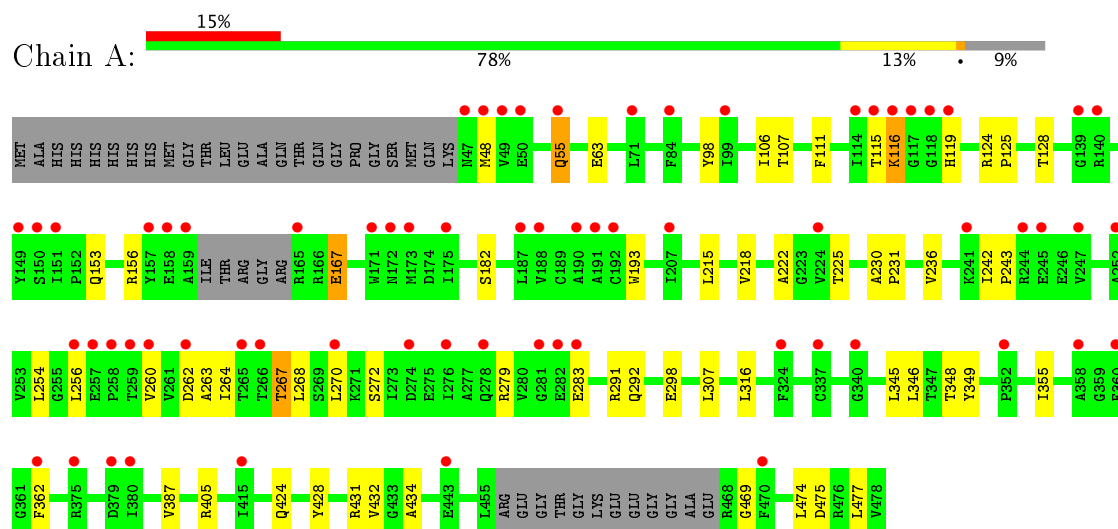 Chain A:
15%
78% 13% • 9%
MET ALA HIS HIS HIS HIS HIS HIS HIS MET GLY THR LEU GLU ALA GLN THR GLN GLY PRO GLY SER MET GLN LYS N47 M48 V49 E50 Q55 E63 L71 F84 Y98 I99 I106 T107 F111 I114 T115 K116 G117 G118 H119 R124 P125 T128 G139 R140
Y149 S150 I151 P152 Q153 R156 Y157 E158 A159 ILE THR ARG GLY ARG R165 R166 E167 W171 N172 M173 D174 I175 S182 L187 V188 C189 A190 A191 C192 W193 I207 L215 V218 A222 G223 V224 T225 A230 P231 V236 K241 I242 P243 R244 E245 E246 V247 A252
V253 L254 G255 L256 E257 P258 T259 V260 V261 D262 A263 I264 T265 T266 T267 L268 S269 L270 K271 S272 I273 D274 E275 I276 A277 Q278 R279 V280 G281 E282 E283 R291 Q292 E298 L307 L316 F324 C337 G340 L345 L346 T347 T348 Y349 P352 I355 A358 G359 E360
G361 F362 R375 D379 I380 V387 R405 I415 Q424 Y428 R431 V432 G433 A434 E443 L455 ARG GLU GLY THR GLY LYS GLU GLU GLY GLY ALA GLU R468 G469 F470 L474 D475 R476 L477 V478